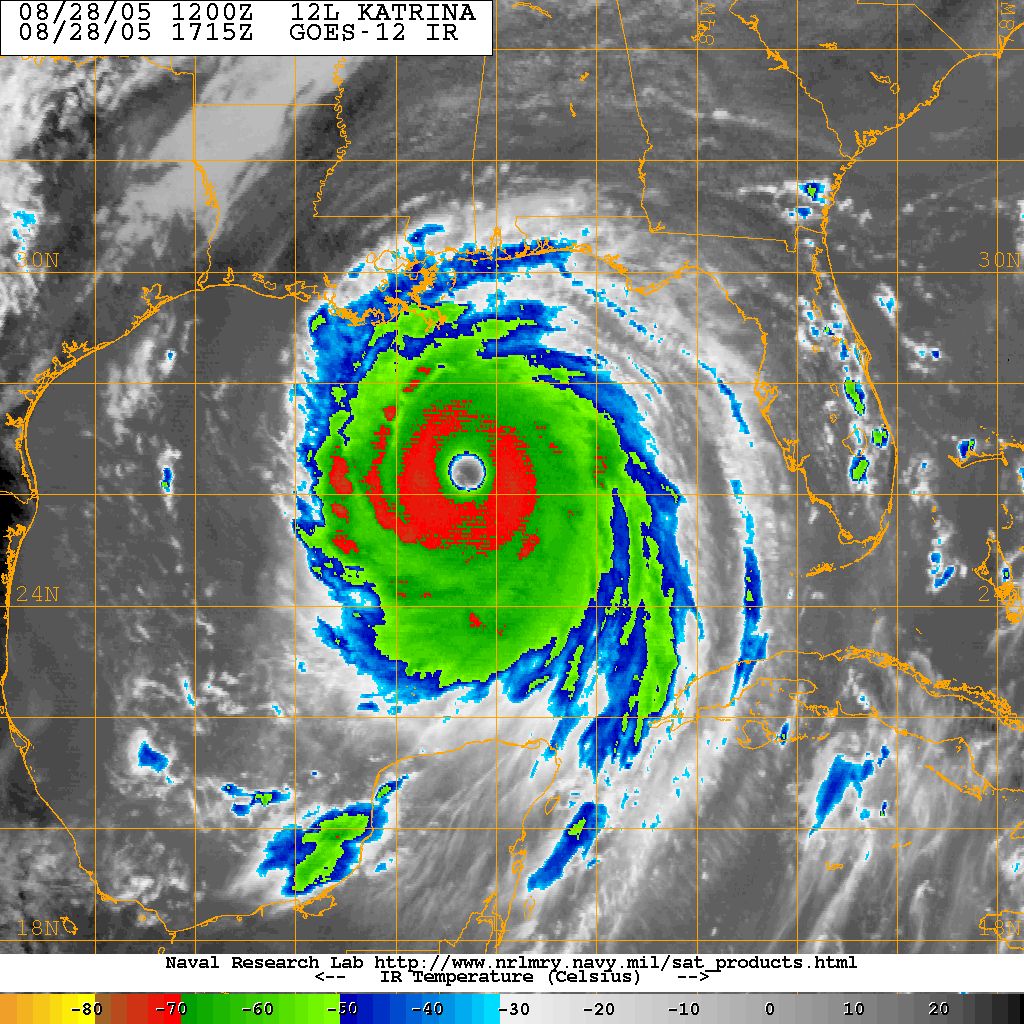 08/28/05 1200Z 12L KATRINA
08/28/05 1715Z GOES-12 IR
30N 30N
24N
18N
Naval Research Lab http://www.nrlmry.navy.mil/sat_products.html
<-- IR Temperature (Celsius) -->
-80 -70 -60 -50 -40 -30 -20 -10 0 10 20